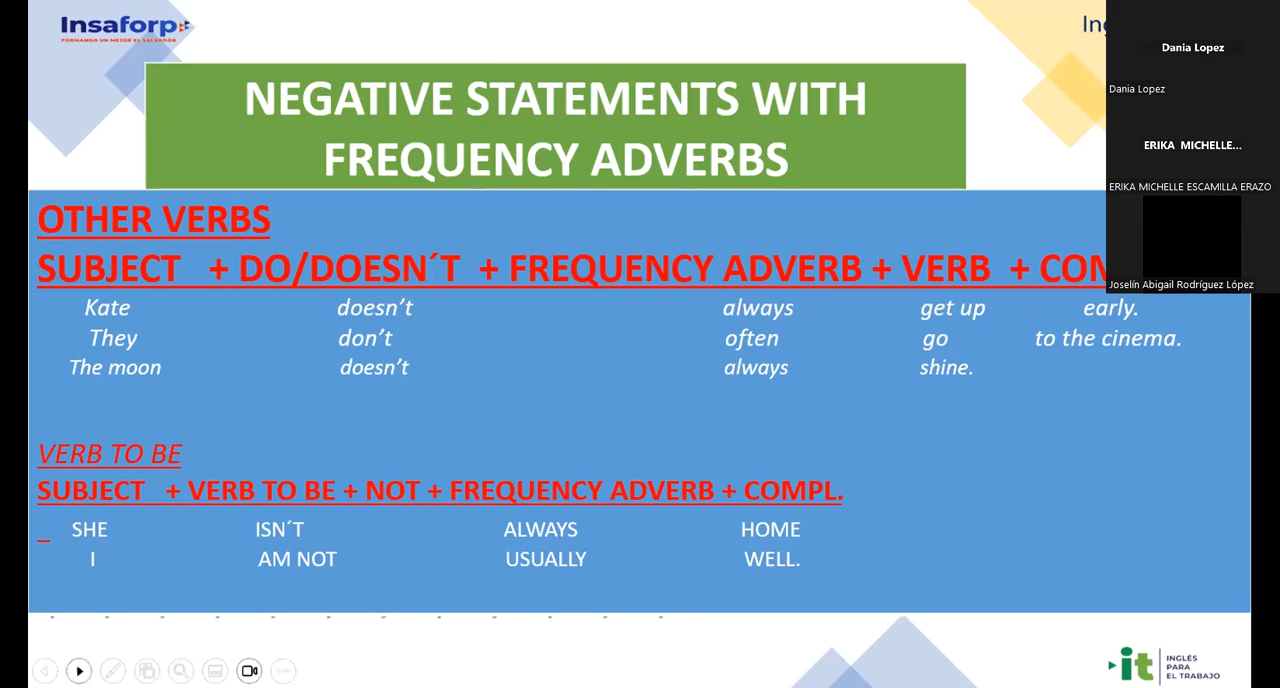 Insaforp
FORMANDO UN MEJOR EL SALVADOR
Ing
NEGATIVE STATEMENTS WITH
FREQUENCY ADVERBS
OTHER VERBS
SUBJECT + DO/DOESN´T + FREQUENCY ADVERB + VERB + COM
Kate doesn’t always get up early.
They don’t often go to the cinema.
The moon doesn’t always shine.
VERB TO BE
SUBJECT + VERB TO BE + NOT + FREQUENCY ADVERB + COMPL.
_ SHE ISN´T ALWAYS HOME
I AM NOT USUALLY WELL.
Dania Lopez
Dania Lopez
ERIKA MICHELLE...
ERIKA MICHELLE ESCAMILLA ERAZO
Joselín Abigail Rodríguez López
it
INGLÉS
PARA
EL TRABAJO